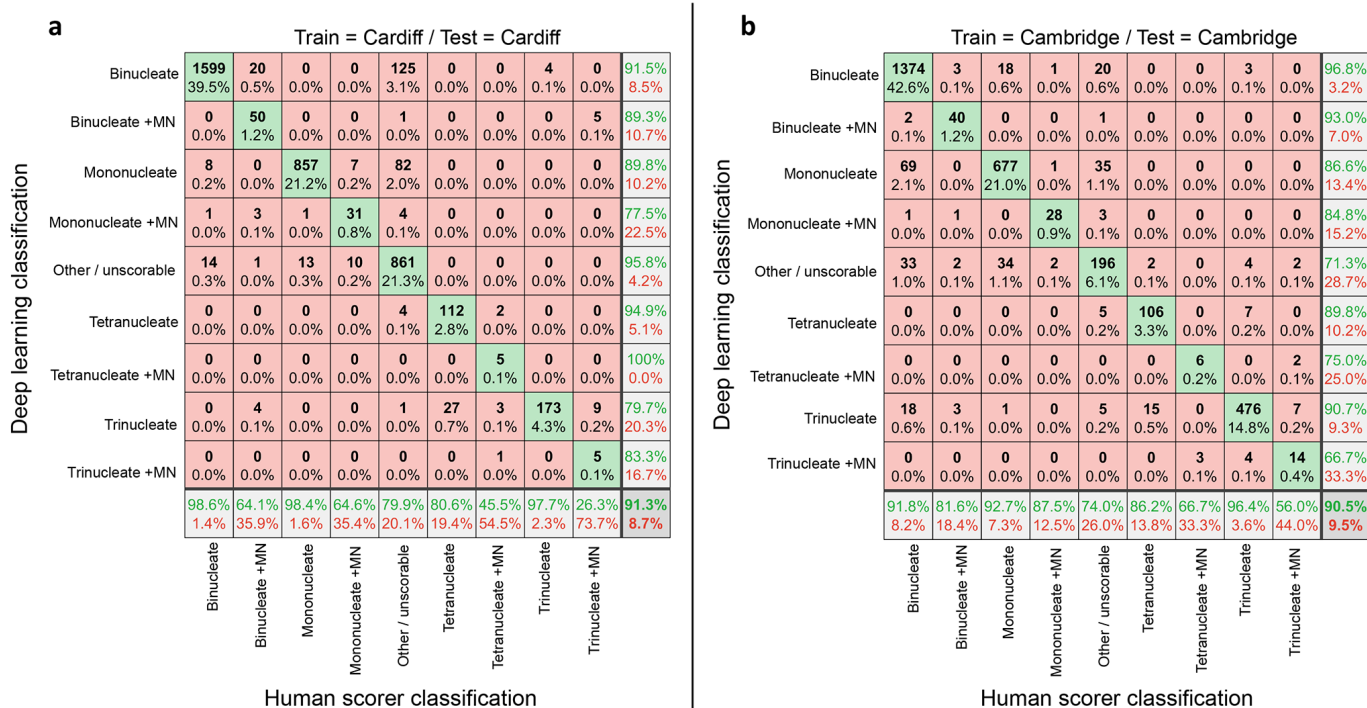 a
Train = Cardiff / Test = Cardiff
Deep learning classification
Binucleate 1599 20 0 0 125 0 0 4 0 91.5%
39.5% 0.5% 0.0% 0.0% 3.1% 0.0% 0.0% 0.1% 0.0% 8.5%
Binucleate +MN 0 50 0 0 1 0 0 0 5 89.3%
0.0% 1.2% 0.0% 0.0% 0.0% 0.0% 0.0% 0.0% 0.1% 10.7%
Mononucleate 8 0 857 7 82 0 0 0 0 89.8%
0.2% 0.0% 21.2% 0.2% 2.0% 0.0% 0.0% 0.0% 0.0% 10.2%
Mononucleate +MN 1 3 1 31 4 0 0 0 0 77.5%
0.0% 0.1% 0.0% 0.8% 0.1% 0.0% 0.0% 0.0% 0.0% 22.5%
Other / unscorable 14 1 13 10 861 0 0 0 0 95.8%
0.3% 0.0% 0.3% 0.2% 21.3% 0.0% 0.0% 0.0% 0.0% 4.2%
Tetranucleate 0 0 0 0 4 112 2 0 0 94.9%
0.0% 0.0% 0.0% 0.0% 0.1% 2.8% 0.0% 0.0% 0.0% 5.1%
Tetranucleate +MN 0 0 0 0 0 0 5 0 0 100%
0.0% 0.0% 0.0% 0.0% 0.0% 0.0% 0.1% 0.0% 0.0% 0.0%
Trinucleate 0 4 0 0 1 27 3 173 9 79.7%
0.0% 0.1% 0.0% 0.0% 0.0% 0.7% 0.1% 4.3% 0.2% 20.3%
Trinucleate +MN 0 0 0 0 0 0 1 0 5 83.3%
0.0% 0.0% 0.0% 0.0% 0.0% 0.0% 0.0% 0.0% 0.1% 16.7%
98.6% 64.1% 98.4% 64.6% 79.9% 80.6% 45.5% 97.7% 26.3% 91.3%
1.4% 35.9% 1.6% 35.4% 20.1% 19.4% 54.5% 2.3% 73.7% 8.7%
Binucleate
Binucleate +MN
Mononucleate
Mononucleate +MN
Other / unscorable
Tetranucleate
Tetranucleate +MN
Trinucleate
Trinucleate +MN
Human scorer classification
b
Train = Cambridge / Test = Cambridge
Deep learning classification
Binucleate 1374 3 18 1 20 0 0 3 0 96.8%
42.6% 0.1% 0.6% 0.0% 0.6% 0.0% 0.0% 0.1% 0.0% 3.2%
Binucleate +MN 2 40 0 0 1 0 0 0 0 93.0%
0.1% 1.2% 0.0% 0.0% 0.0% 0.0% 0.0% 0.0% 0.0% 7.0%
Mononucleate 69 0 677 1 35 0 0 0 0 86.6%
2.1% 0.0% 21.0% 0.0% 1.1% 0.0% 0.0% 0.0% 0.0% 13.4%
Mononucleate +MN 1 1 0 28 3 0 0 0 0 84.8%
0.0% 0.0% 0.0% 0.9% 0.1% 0.0% 0.0% 0.0% 0.0% 15.2%
Other / unscorable 33 2 34 2 196 2 0 4 2 71.3%
1.0% 0.1% 1.1% 0.1% 6.1% 0.1% 0.0% 0.1% 0.1% 28.7%
Tetranucleate 0 0 0 0 5 106 0 7 0 89.8%
0.0% 0.0% 0.0% 0.0% 0.2% 3.3% 0.0% 0.2% 0.0% 10.2%
Tetranucleate +MN 0 0 0 0 0 0 6 0 2 75.0%
0.0% 0.0% 0.0% 0.0% 0.0% 0.0% 0.2% 0.0% 0.1% 25.0%
Trinucleate 18 3 1 0 5 15 0 476 7 90.7%
0.6% 0.1% 0.0% 0.0% 0.2% 0.5% 0.0% 14.8% 0.2% 9.3%
Trinucleate +MN 0 0 0 0 0 0 3 4 14 66.7%
0.0% 0.0% 0.0% 0.0% 0.0% 0.0% 0.1% 0.1% 0.4% 33.3%
91.8% 81.6% 92.7% 87.5% 74.0% 86.2% 66.7% 96.4% 56.0% 90.5%
8.2% 18.4% 7.3% 12.5% 26.0% 13.8% 33.3% 3.6% 44.0% 9.5%
Binucleate
Binucleate +MN
Mononucleate
Mononucleate +MN
Other / unscorable
Tetranucleate
Tetranucleate +MN
Trinucleate
Trinucleate +MN
Human scorer classification